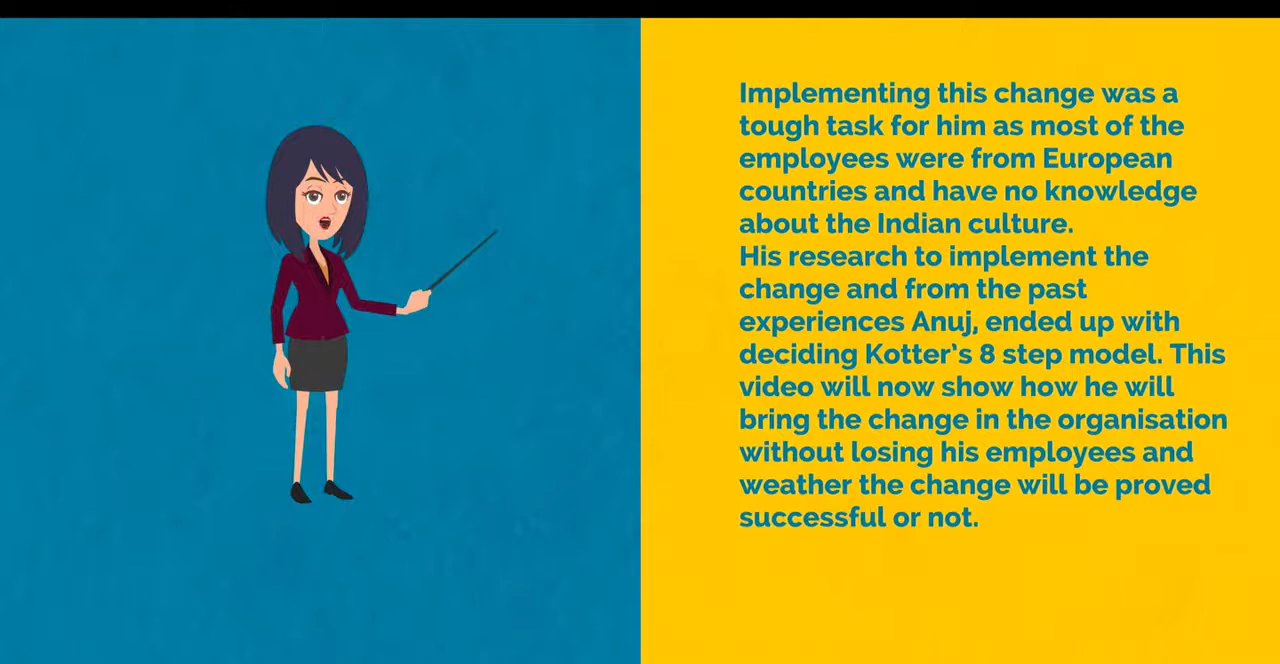 Implementing this change was a
tough task for him as most of the
employees were from European
countries and have no knowledge
about the Indian culture.
His research to implement the
change and from the past
experiences Anuj, ended up with
deciding Kotter's 8 step model. This
video will now show how he will
bring the change in the organisation
without losing his employees and
weather the change will be proved
successful or not.